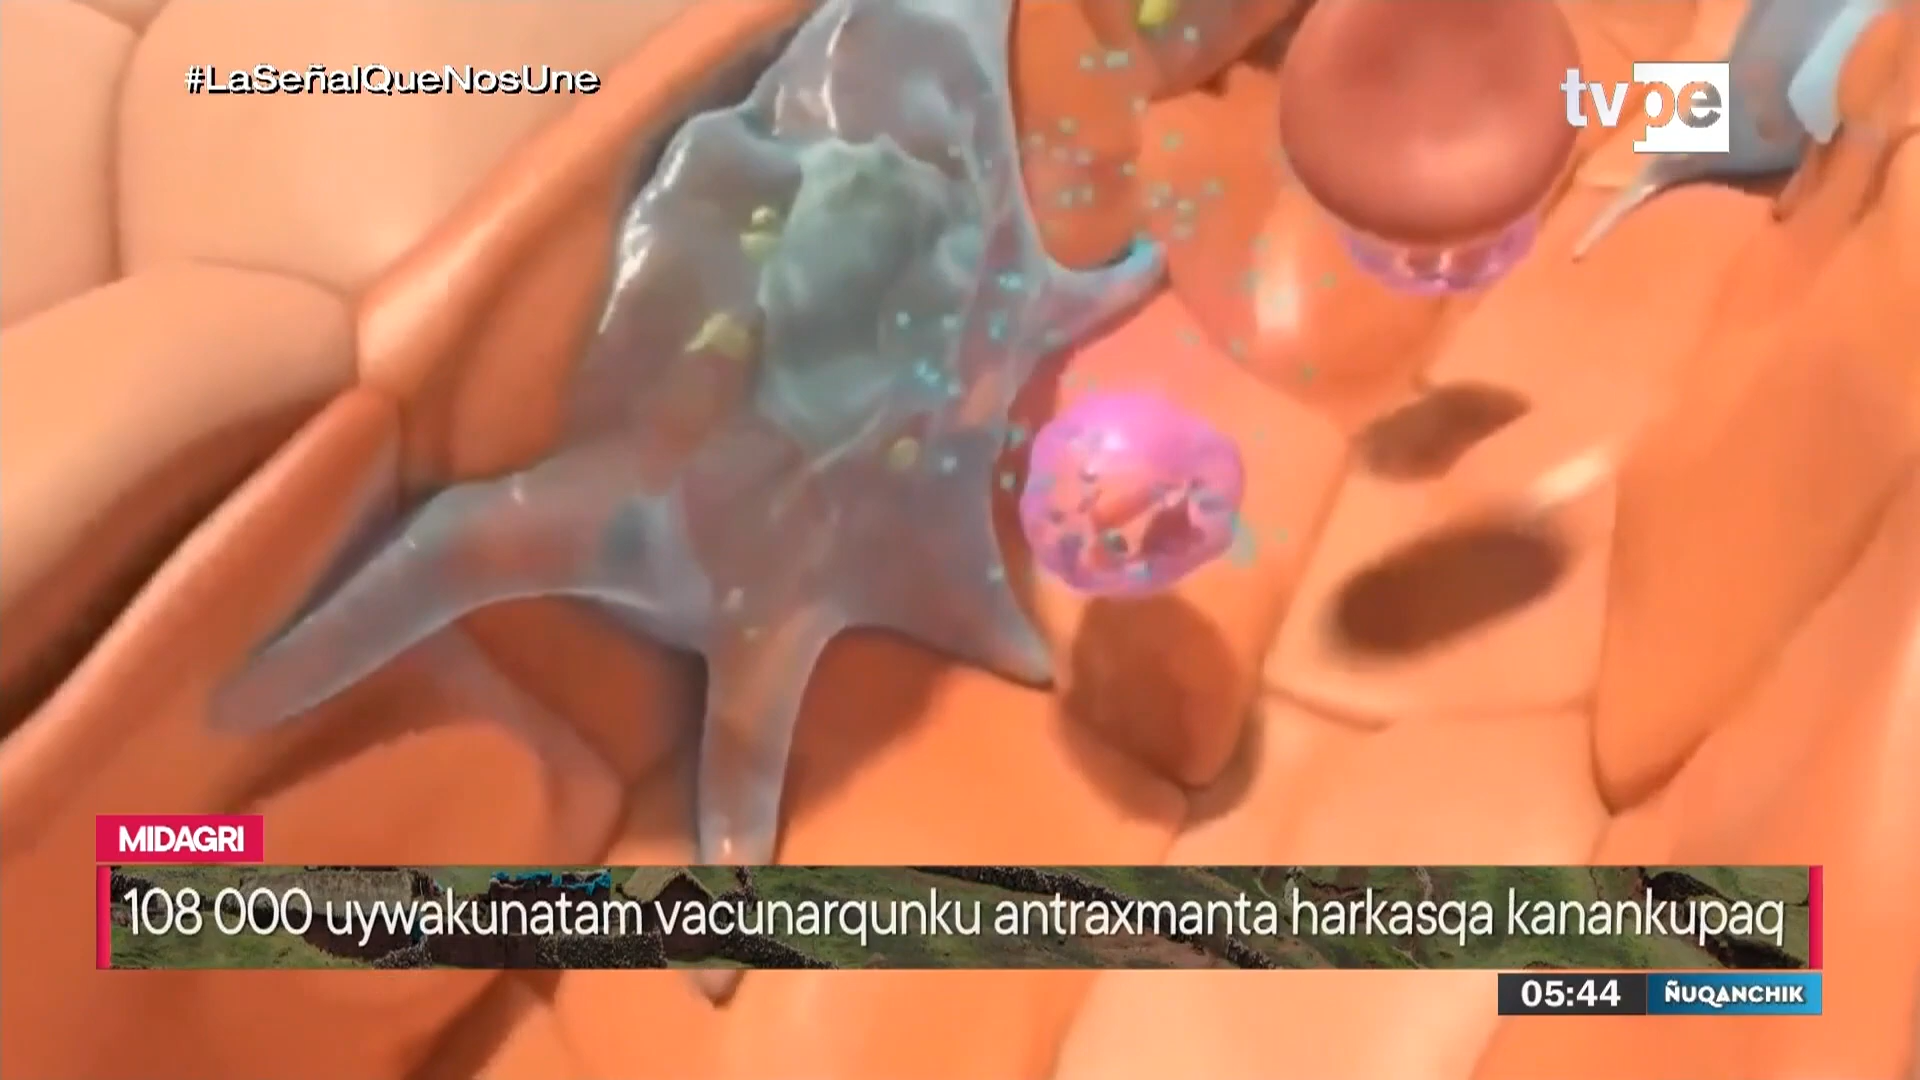 #LaSeñalQueNosUne
tvpe
MIDAGRI
108 000 uywakunatam vacunarqunku antraxmanta harkasqa kanankupaq
05:44 ÑUQANCHIK